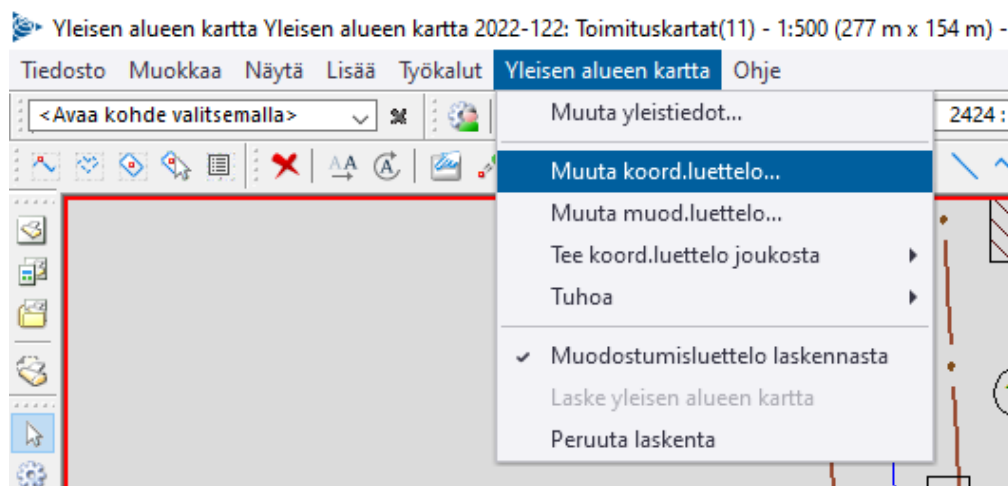 Yleisen alueen kartta Yleisen alueen kartta 2022-122: Toimituskartat(11) - 1:500 (277 m x 154 m) -
Tiedosto Muokkaa Näytä Lisää Työkalut Yleisen alueen kartta Ohje
<Avaa kohde valitsemalla>
2424 :
Muuta yleistiedot...
Muuta koord.luettelo...
Muuta muod.luettelo...
Tee koord.luettelo joukosta
Tuhoa
Muodostumisluettelo laskennasta
Laske yleisen alueen kartta
Peruuta laskenta